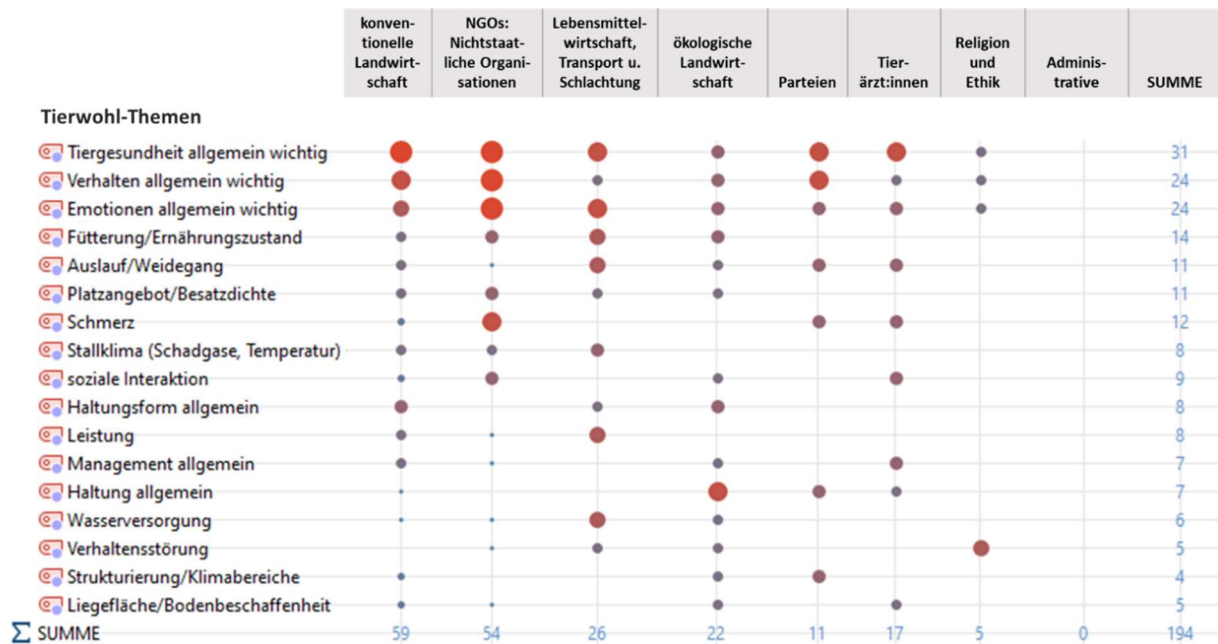 konven-
tionelle
Landwirt-
schaft
NGOs:
Nichtstaat-
liche Organi-
sationen
Lebensmittel-
wirtschaft,
Transport u.
Schlachtung
ökologische
Landwirt-
schaft
Parteien
Tier-
ärzt:innen
Religion
und
Ethik
Adminis-
trative
SUMME
Tierwohl-Themen
Tiergesundheit allgemein wichtig 31
Verhalten allgemein wichtig 24
Emotionen allgemein wichtig 24
Fütterung/Ernährungszustand 14
Auslauf/Weidegang 11
Platzangebot/Besatzdichte 11
Schmerz 12
Stallklima (Schadgase, Temperatur) 8
soziale Interaktion 9
Haltungsform allgemein 8
Leistung 8
Management allgemein 7
Haltung allgemein 7
Wasserversorgung 6
Verhaltensstörung 5
Strukturierung/Klimabereiche 4
Liegefläche/Bodenbeschaffenheit 5
Σ SUMME 59 54 26 22 11 17 5 0 194